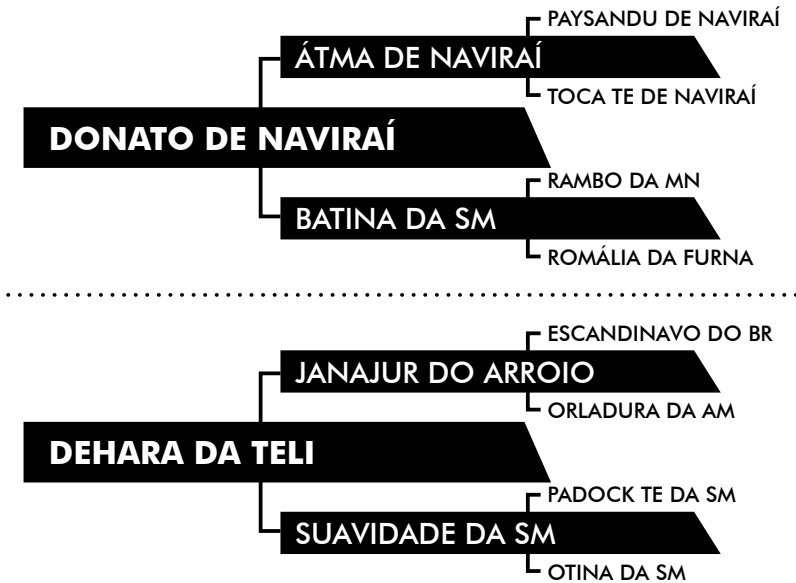 PAYSANDU DE NAVIRAÍ
ÁTMA DE NAVIRAÍ
TOCA TE DE NAVIRAÍ
DONATO DE NAVIRAÍ
RAMBO DA MN
BATINA DA SM
ROMÁLIA DA FURNA
ESCANDINAVO DO BR
JANAJUR DO ARROIO
ORLADURA DA AM
DEHARA DA TELI
PADOCK TE DA SM
SUAVIDADE DA SM
OTINA DA SM